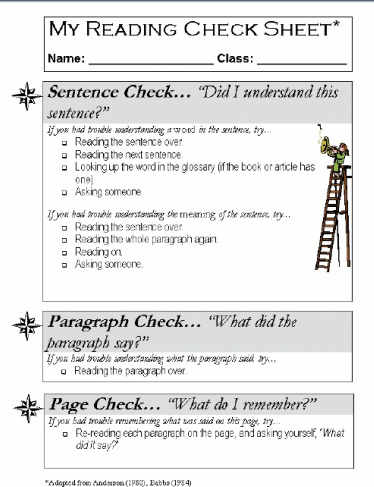 MY READING CHECK SHEET*
Name: ____________________ Class: ____________
Sentence Check… “Did I understand this
sentence?”
If you had trouble understanding a word in the sentence, try…
❑ Reading the sentence over.
❑ Reading the next sentence.
❑ Looking up the word in the glossary (if the book or article has
one).
❑ Asking someone.
If you had trouble understanding the meaning of the sentence, try…
❑ Reading the sentence over.
❑ Reading the whole paragraph again.
❑ Reading on.
❑ Asking someone.
Paragraph Check… “What did the
paragraph say?”
If you had trouble understanding what the paragraph said, try…
❑ Reading the paragraph over.
Page Check… “What do I remember?”
If you had trouble remembering what was said on this page, try…
❑ Re-reading each paragraph on the page, and asking yourself, “What
did it say?”
*Adapted from Anderson (1980), Babbs (1984)